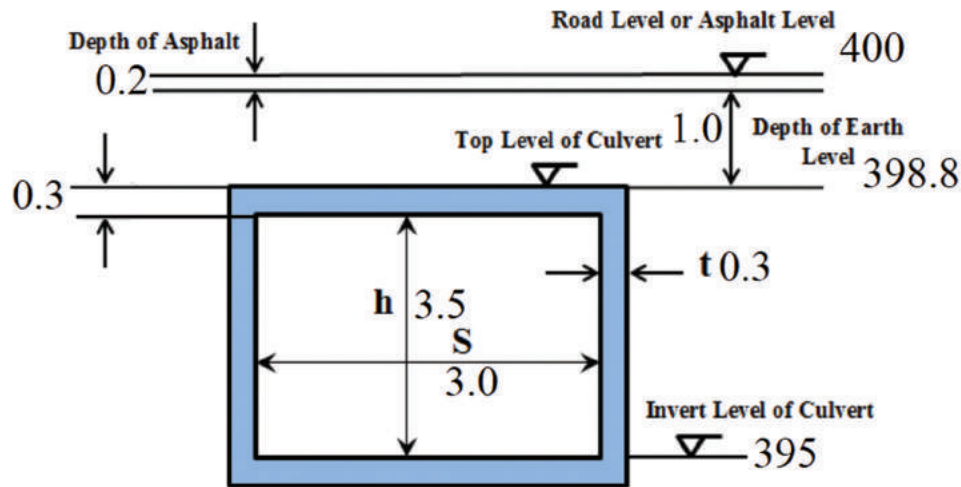 Road Level or Asphalt Level
400
Depth of Asphalt
0.2
Top Level of Culvert
1.0
Depth of Earth
Level
398.8
0.3
t 0.3
h 3.5
S
3.0
Invert Level of Culvert
395